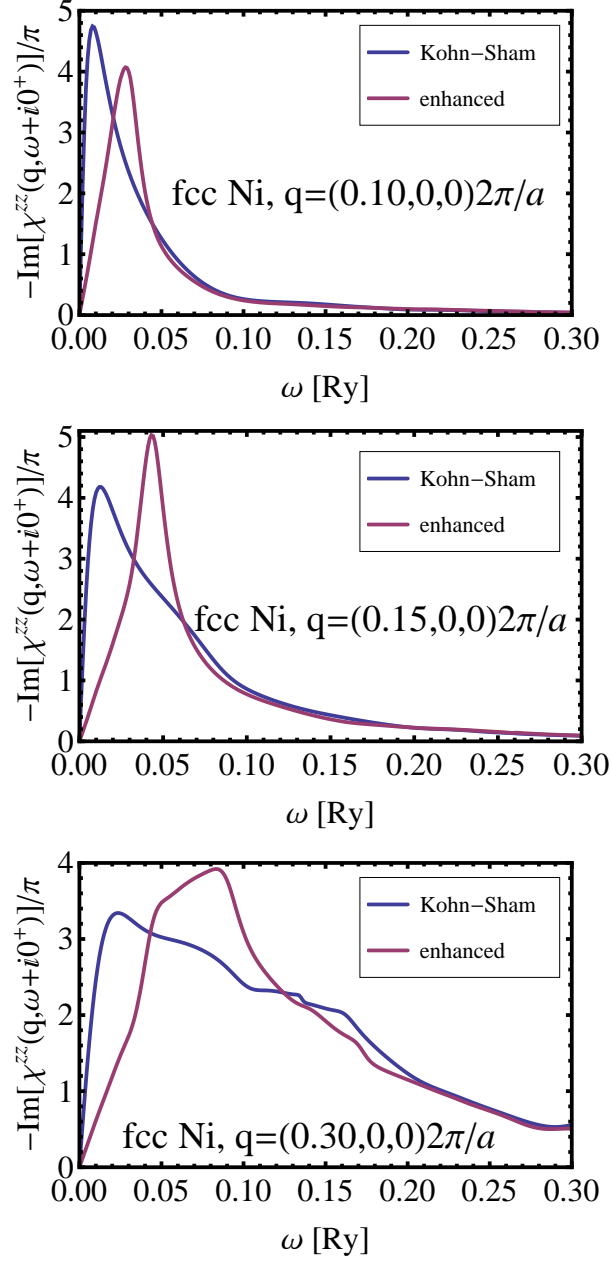 5
4
3
2
1
0
−Im[χ^{zz}(q,ω+i0⁺)]/π
Kohn−Sham
enhanced
fcc Ni, q=(0.10,0,0)2π/a
0.00 0.05 0.10 0.15 0.20 0.25 0.30
ω [Ry]
5
4
3
2
1
0
−Im[χ^{zz}(q,ω+i0⁺)]/π
Kohn−Sham
enhanced
fcc Ni, q=(0.15,0,0)2π/a
0.00 0.05 0.10 0.15 0.20 0.25 0.30
ω [Ry]
4
3
2
1
0
−Im[χ^{zz}(q,ω+i0⁺)]/π
Kohn−Sham
enhanced
fcc Ni, q=(0.30,0,0)2π/a
0.00 0.05 0.10 0.15 0.20 0.25 0.30
ω [Ry]